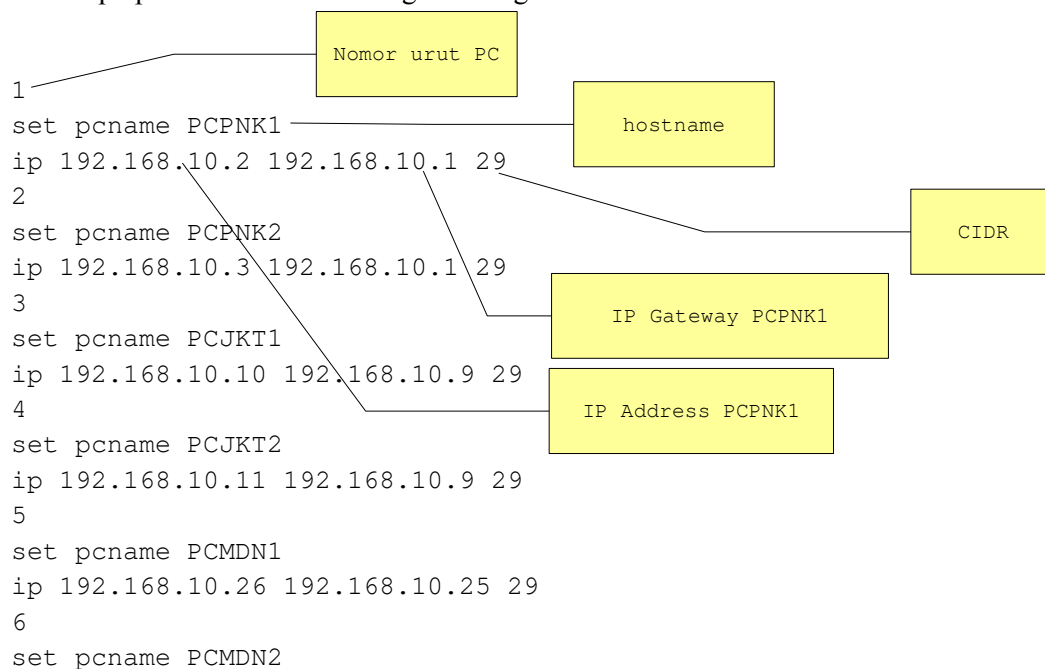 Nomor urut PC
1
set pcname PCPNK1
hostname
ip 192.168.10.2 192.168.10.1 29
2
set pcname PCPNK2
CIDR
ip 192.168.10.3 192.168.10.1 29
3
IP Gateway PCPNK1
set pcname PCJKT1
ip 192.168.10.10 192.168.10.9 29
4
IP Address PCPNK1
set pcname PCJKT2
ip 192.168.10.11 192.168.10.9 29
5
set pcname PCMDN1
ip 192.168.10.26 192.168.10.25 29
6
set pcname PCMDN2